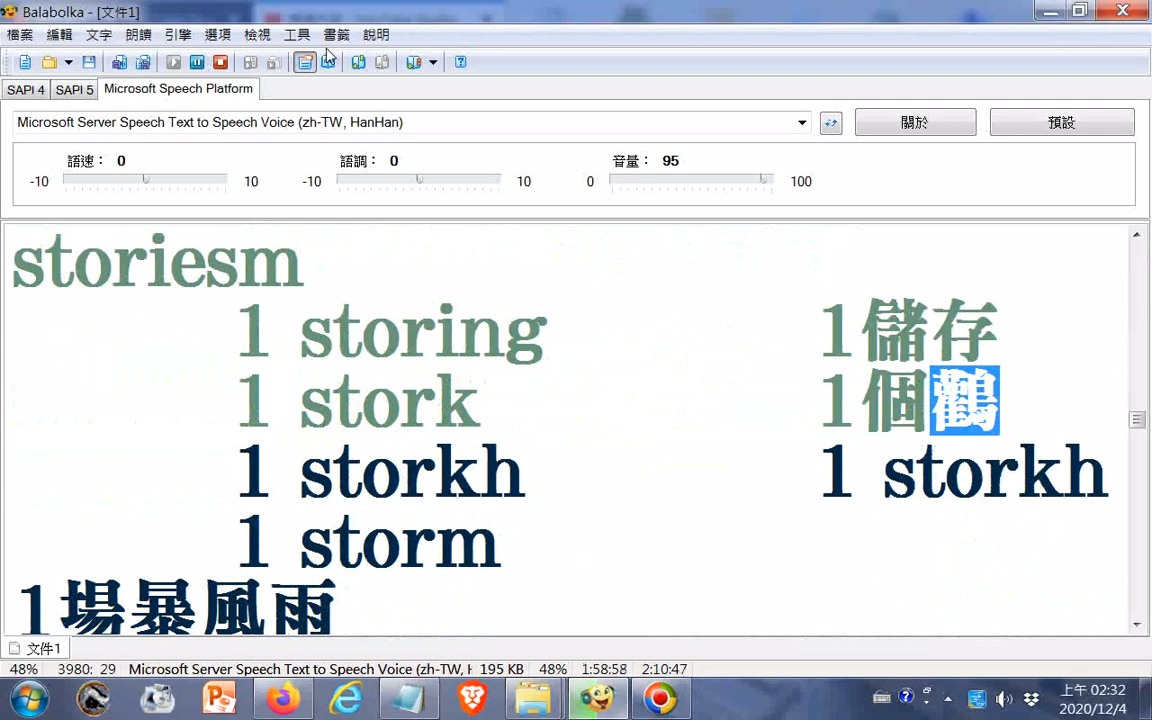 Balabolka - [文件1]
檔案 編輯 文字 朗讀 引擎 選項 檢視 工具 書籤 說明
SAPI 4 SAPI 5 Microsoft Speech Platform
Microsoft Server Speech Text to Speech Voice (zh-TW, HanHan) 關於 預設
語速： 0 語調： 0 音量： 95
-10 10 -10 10 0 100
storiesm
1 storing 1儲存
1 stork 1個鸛
1 storkh 1 storkh
1 storm
1場暴風雨
文件1
48% 3980: 29 Microsoft Server Speech Text to Speech Voice (zh-TW, H 195 KB 48% 1:58:58 2:10:47
上午 02:32
2020/12/4